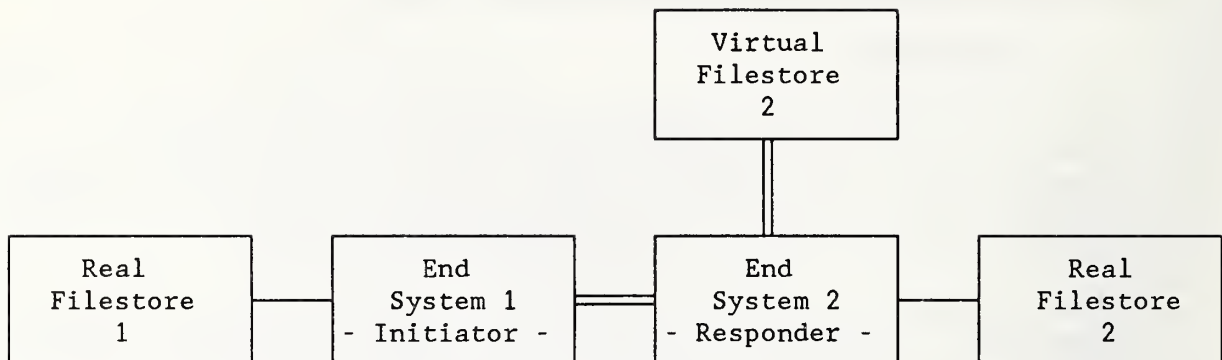 Virtual
Filestore
2
Real
Filestore
1
End
System 1
- Initiator -
End
System 2
- Responder -
Real
Filestore
2